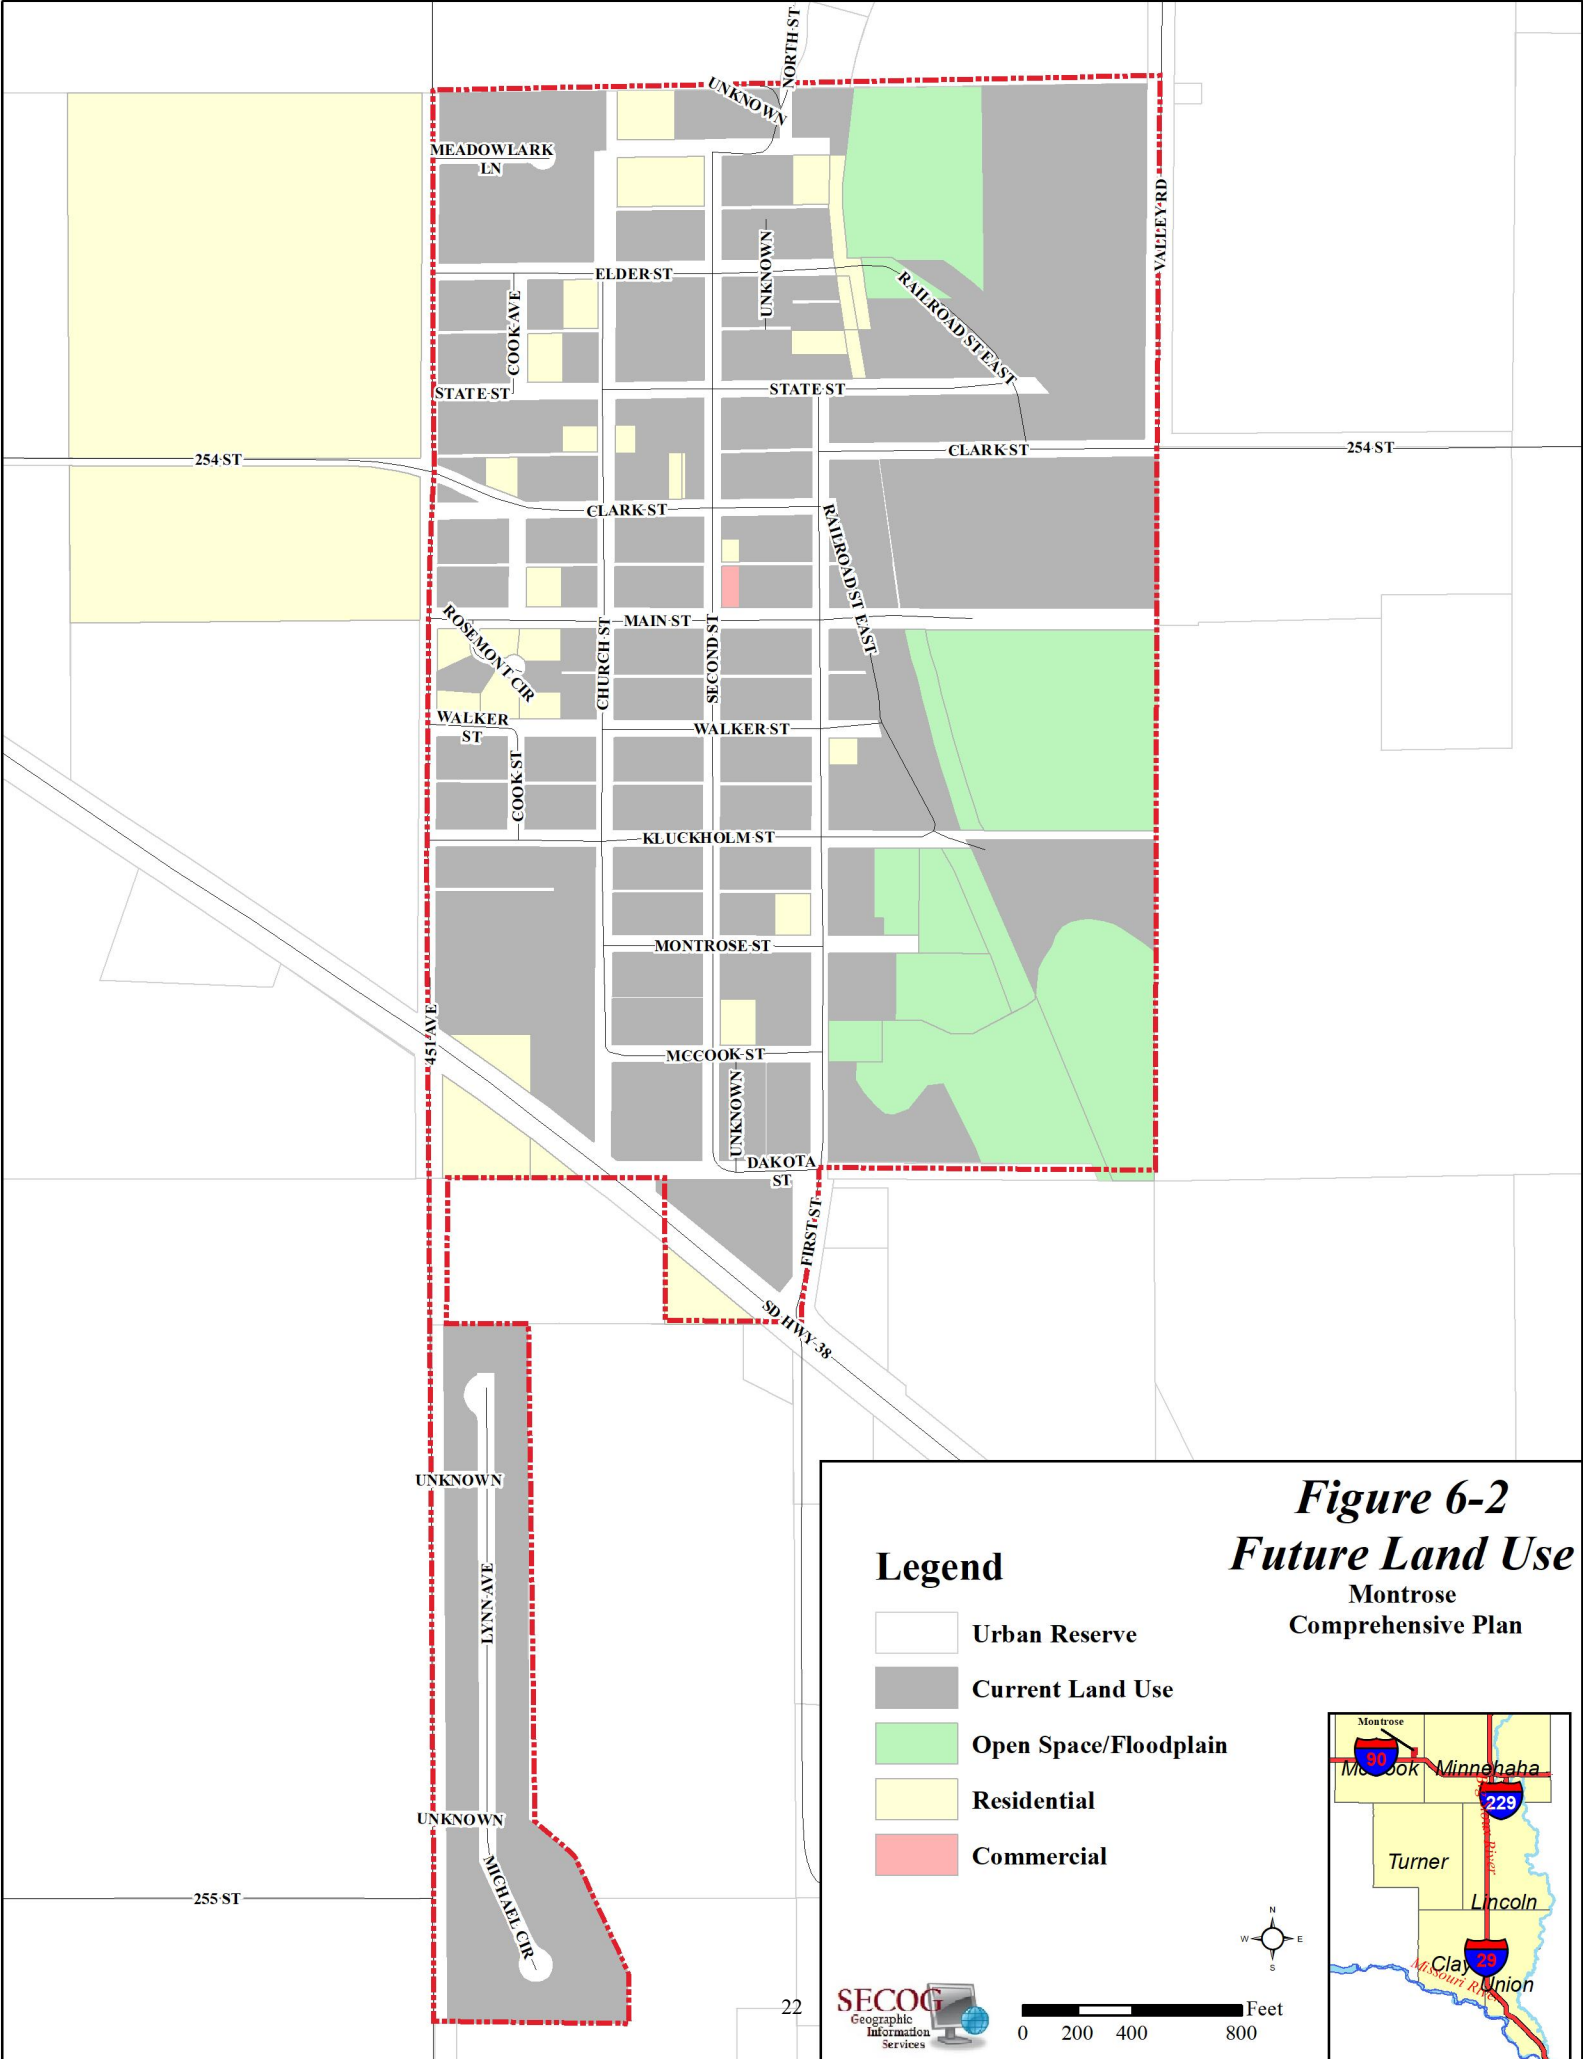 NORTH ST
UNKNOWN
MEADOWLARK
LN
VALLEY RD
UNKNOWN
ELDER ST
COOK AVE
RAILROAD ST EAST
STATE ST
STATE ST
254 ST
CLARK ST
254 ST
CLARK ST
RAILROAD ST EAST
ROSEMONT CIR
MAIN ST
CHURCH ST
SECOND ST
WALKER
ST
WALKER ST
COOK ST
KLUCKHOLM ST
MONTROSE ST
451 AVE
MCCOOK ST
UNKNOWN
DAKOTA
ST
FIRST ST
SD HWY 38
UNKNOWN
LYNN AVE
UNKNOWN
MICHAEL CIR
255 ST
Figure 6-2
Future Land Use
Montrose
Comprehensive Plan
Legend
Urban Reserve
Current Land Use
Open Space/Floodplain
Residential
Commercial
Montrose
90
Minnehaha
229
Turner
Lincoln
29
Clay
Union
Missouri River
N
W E
S
22
SECOG
Geographic
Information
Services
Feet
0 200 400 800